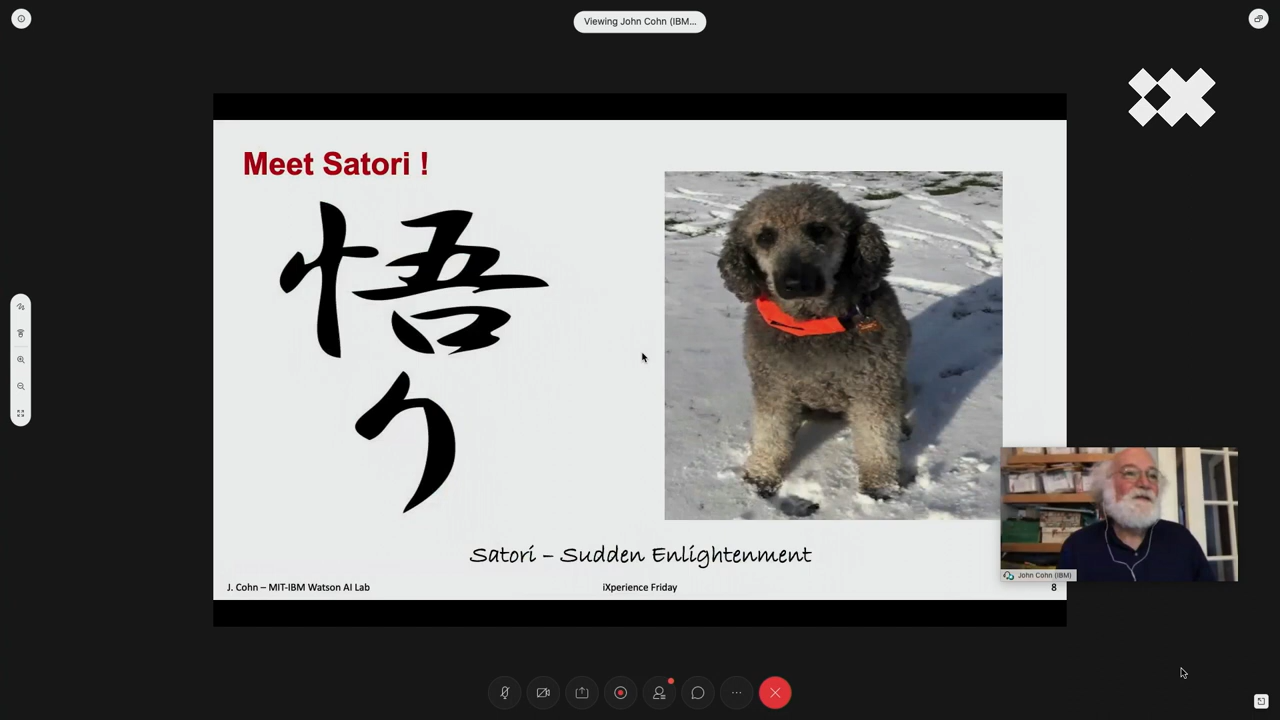 Viewing John Cohn (IBM...
Meet Satori !
悟
り
Satori – Sudden Enlightenment
J. Cohn – MIT-IBM Watson AI Lab
iXperience Friday
8
John Cohn (IBM)